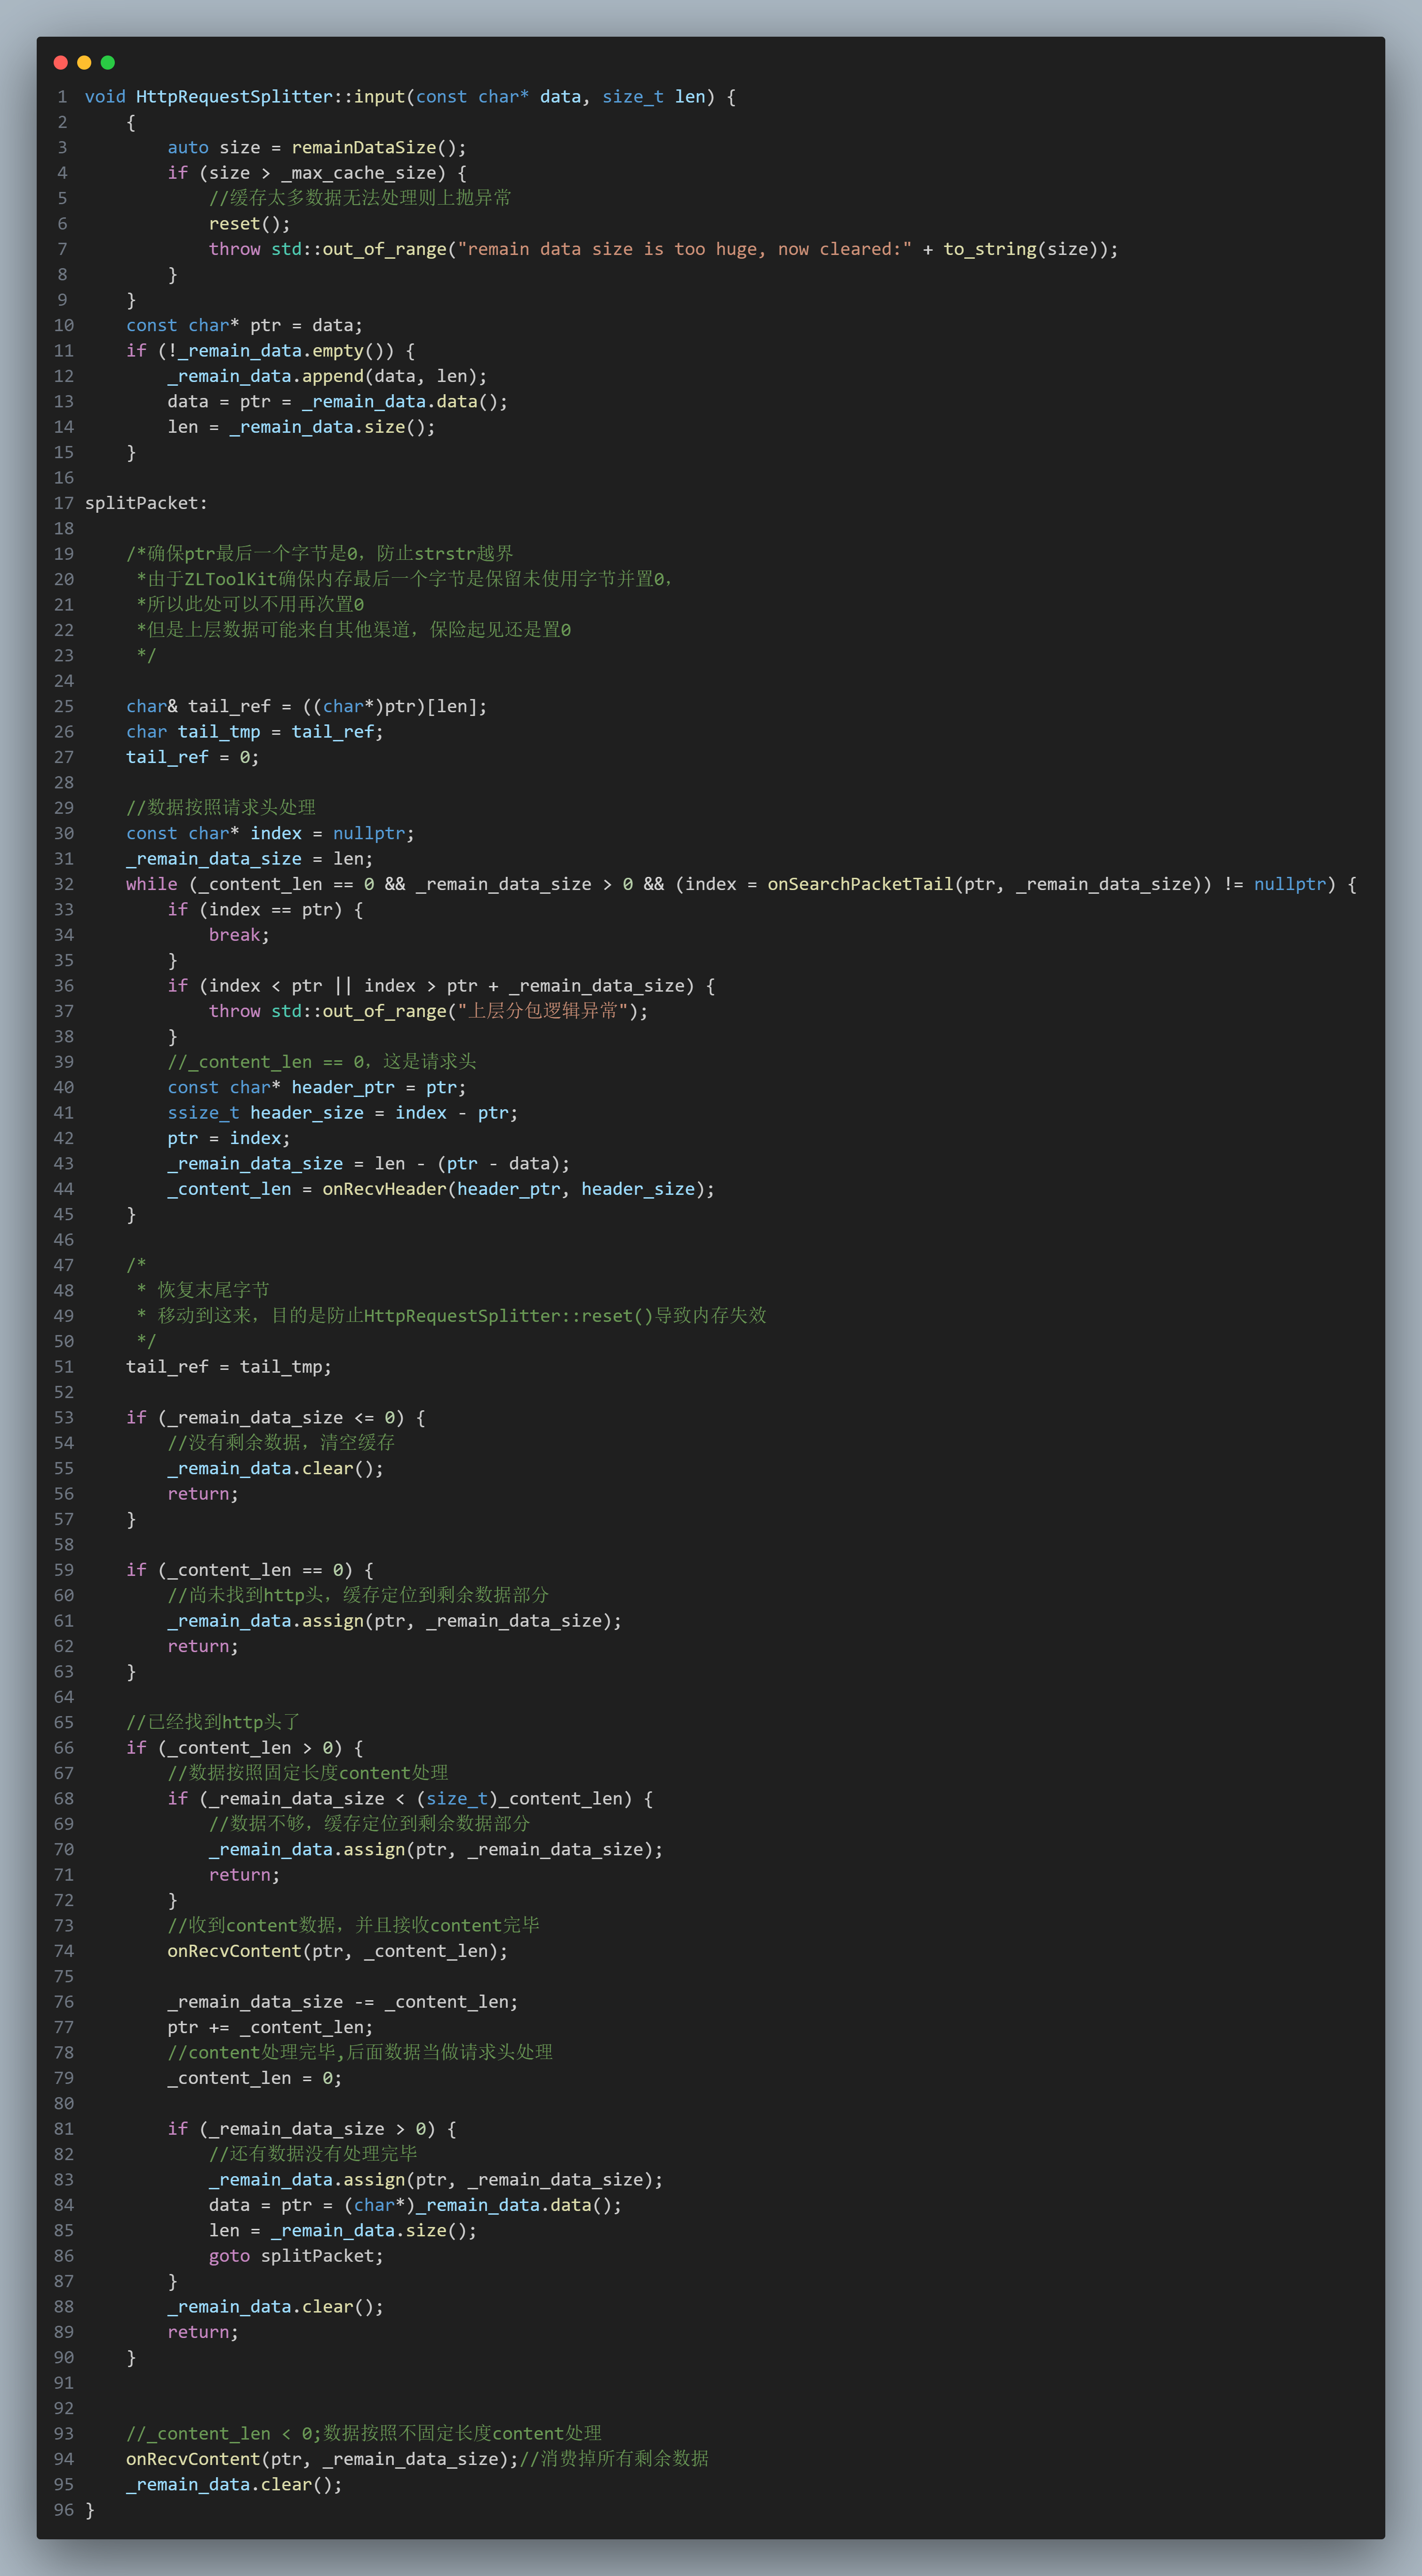 1 void HttpRequestSplitter::input(const char* data, size_t len) {
2     {
3         auto size = remainDataSize();
4         if (size > _max_cache_size) {
5             //缓存太多数据无法处理则上抛异常
6             reset();
7             throw std::out_of_range("remain data size is too huge, now cleared:" + to_string(size));
8         }
9     }
10     const char* ptr = data;
11     if (!_remain_data.empty()) {
12         _remain_data.append(data, len);
13         data = ptr = _remain_data.data();
14         len = _remain_data.size();
15     }
16
17 splitPacket:
18
19     /*确保ptr最后一个字节是0，防止strstr越界
20      *由于ZLToolKit确保内存最后一个字节是保留未使用字节并置0，
21      *所以此处可以不用再次置0
22      *但是上层数据可能来自其他渠道，保险起见还是置0
23      */
24
25     char& tail_ref = ((char*)ptr)[len];
26     char tail_tmp = tail_ref;
27     tail_ref = 0;
28
29     //数据按照请求头处理
30     const char* index = nullptr;
31     _remain_data_size = len;
32     while (_content_len == 0 && _remain_data_size > 0 && (index = onSearchPacketTail(ptr, _remain_data_size)) != nullptr) {
33         if (index == ptr) {
34             break;
35         }
36         if (index < ptr || index > ptr + _remain_data_size) {
37             throw std::out_of_range("上层分包逻辑异常");
38         }
39         //_content_len == 0，这是请求头
40         const char* header_ptr = ptr;
41         ssize_t header_size = index - ptr;
42         ptr = index;
43         _remain_data_size = len - (ptr - data);
44         _content_len = onRecvHeader(header_ptr, header_size);
45     }
46
47     /*
48      * 恢复末尾字节
49      * 移动到这来，目的是防止HttpRequestSplitter::reset()导致内存失效
50      */
51     tail_ref = tail_tmp;
52
53     if (_remain_data_size <= 0) {
54         //没有剩余数据，清空缓存
55         _remain_data.clear();
56         return;
57     }
58
59     if (_content_len == 0) {
60         //尚未找到http头，缓存定位到剩余数据部分
61         _remain_data.assign(ptr, _remain_data_size);
62         return;
63     }
64
65     //已经找到http头了
66     if (_content_len > 0) {
67         //数据按照固定长度content处理
68         if (_remain_data_size < (size_t)_content_len) {
69             //数据不够，缓存定位到剩余数据部分
70             _remain_data.assign(ptr, _remain_data_size);
71             return;
72         }
73         //收到content数据，并且接收content完毕
74         onRecvContent(ptr, _content_len);
75
76         _remain_data_size -= _content_len;
77         ptr += _content_len;
78         //content处理完毕,后面数据当做请求头处理
79         _content_len = 0;
80
81         if (_remain_data_size > 0) {
82             //还有数据没有处理完毕
83             _remain_data.assign(ptr, _remain_data_size);
84             data = ptr = (char*)_remain_data.data();
85             len = _remain_data.size();
86             goto splitPacket;
87         }
88         _remain_data.clear();
89         return;
90     }
91
92
93     //_content_len < 0;数据按照不固定长度content处理
94     onRecvContent(ptr, _remain_data_size);//消费掉所有剩余数据
95     _remain_data.clear();
96 }